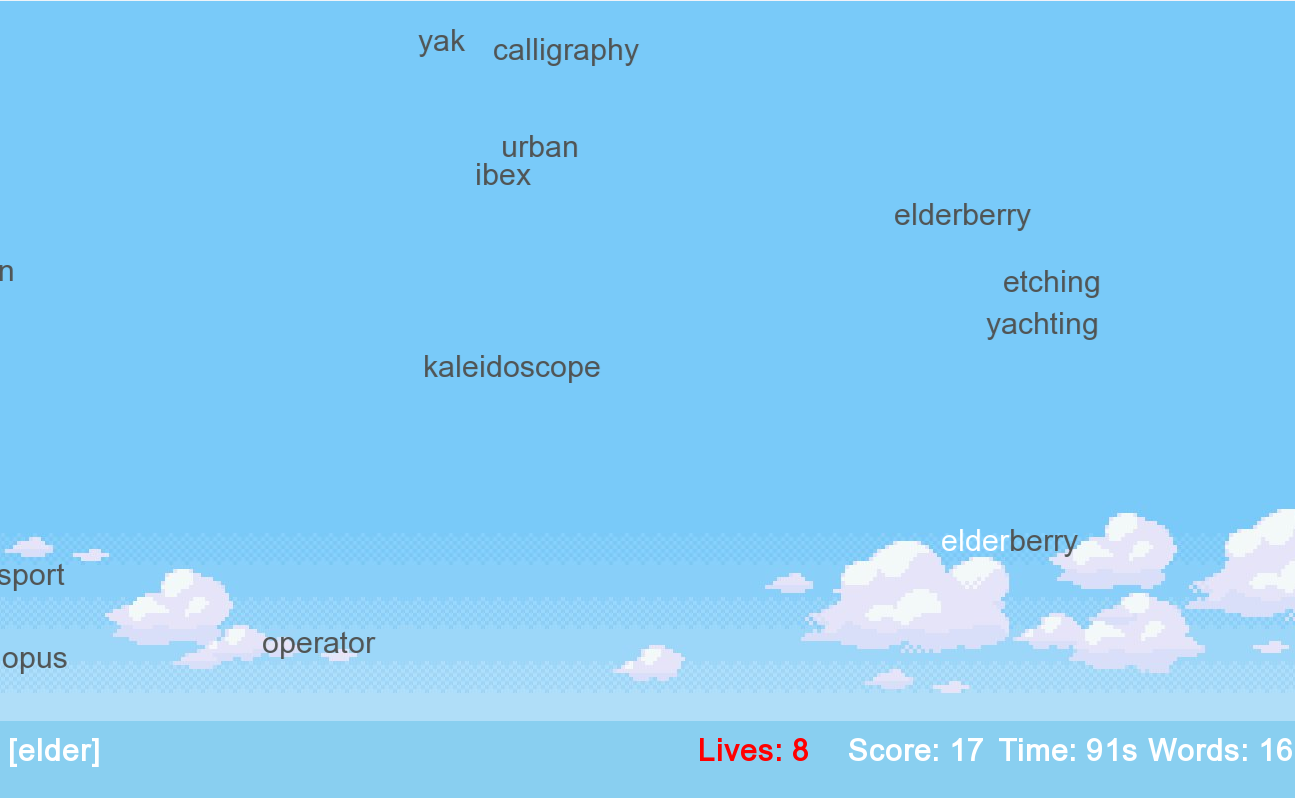 yak
calligraphy
urban
ibex
elderberry
n
etching
yachting
kaleidoscope
elderberry
sport
operator
opus
[elder] Lives: 8 Score: 17 Time: 91s Words: 16